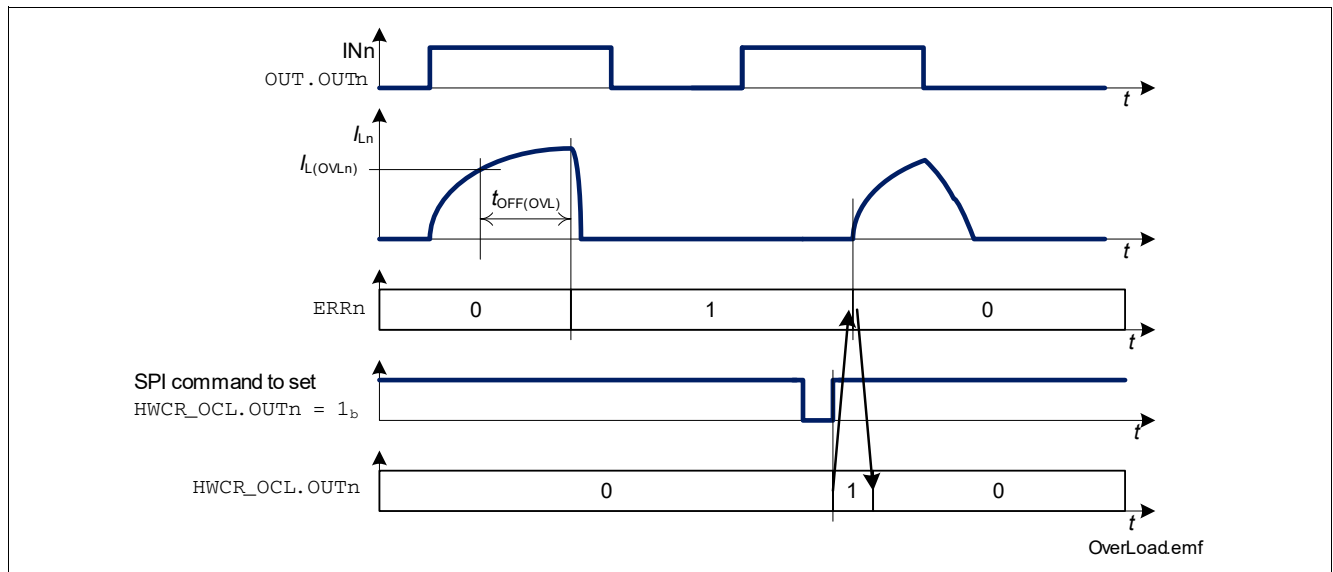 INn
OUT.OUTn
t
ILn
IL(OVLn)
tOFF(OVL)
t
ERRn
0 1 0
t
SPI command to set
HWCR_OCL.OUTn = 1b
t
HWCR_OCL.OUTn
0 1 0
t
OverLoad.emf